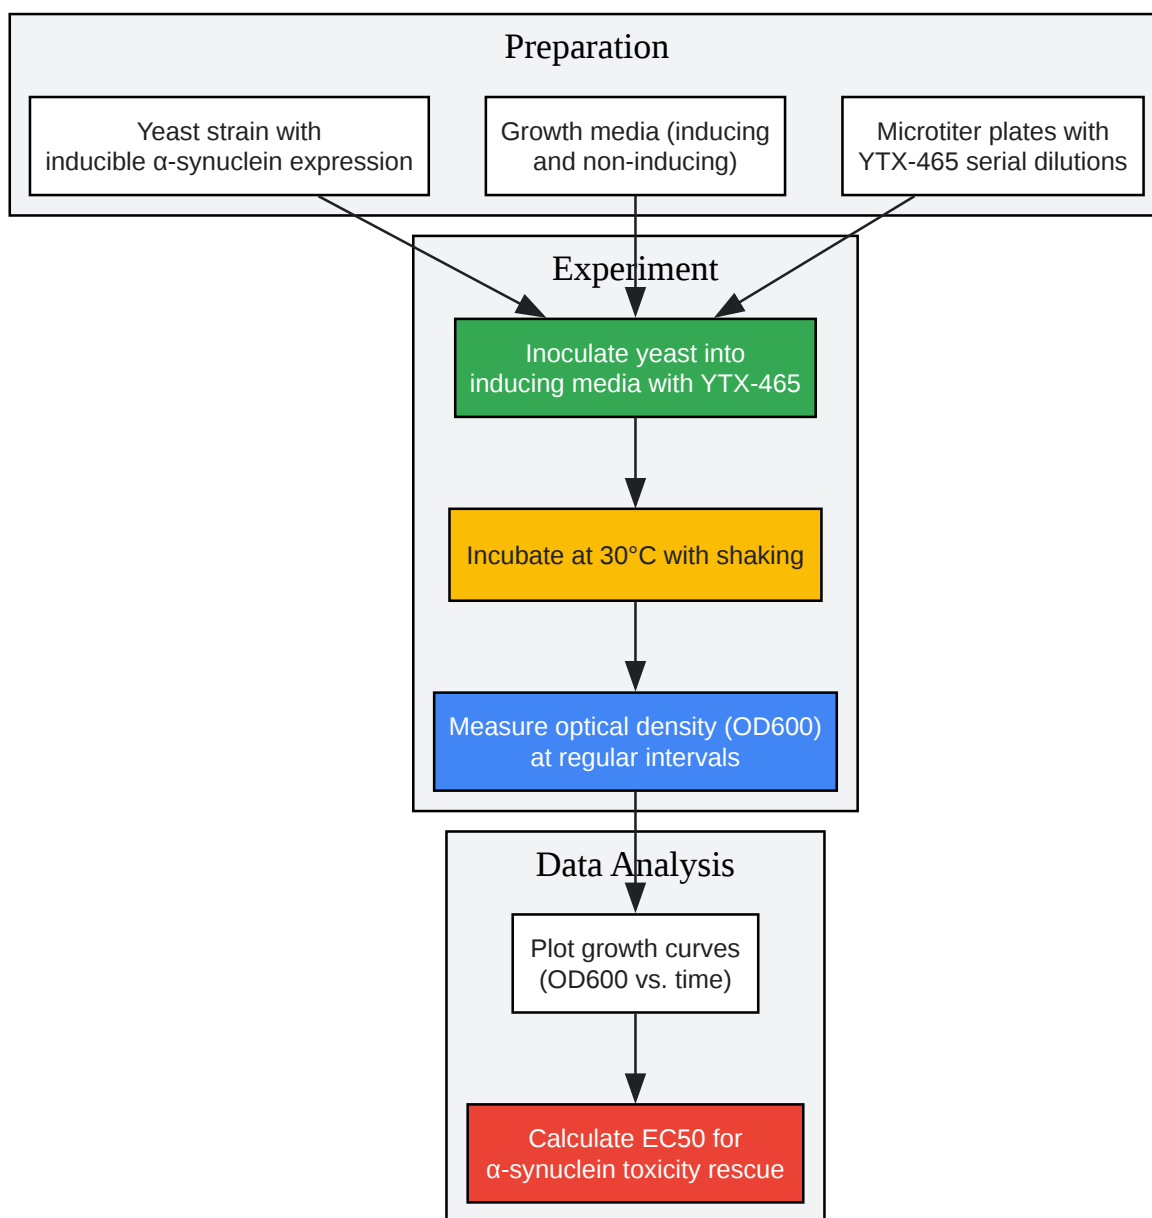 Preparation
Yeast strain with
inducible α-synuclein expression
Growth media (inducing
and non-inducing)
Microtiter plates with
YTX-465 serial dilutions
Experiment
Inoculate yeast into
inducing media with YTX-465
Incubate at 30°C with shaking
Measure optical density (OD600)
at regular intervals
Data Analysis
Plot growth curves
(OD600 vs. time)
Calculate EC50 for
α-synuclein toxicity rescue